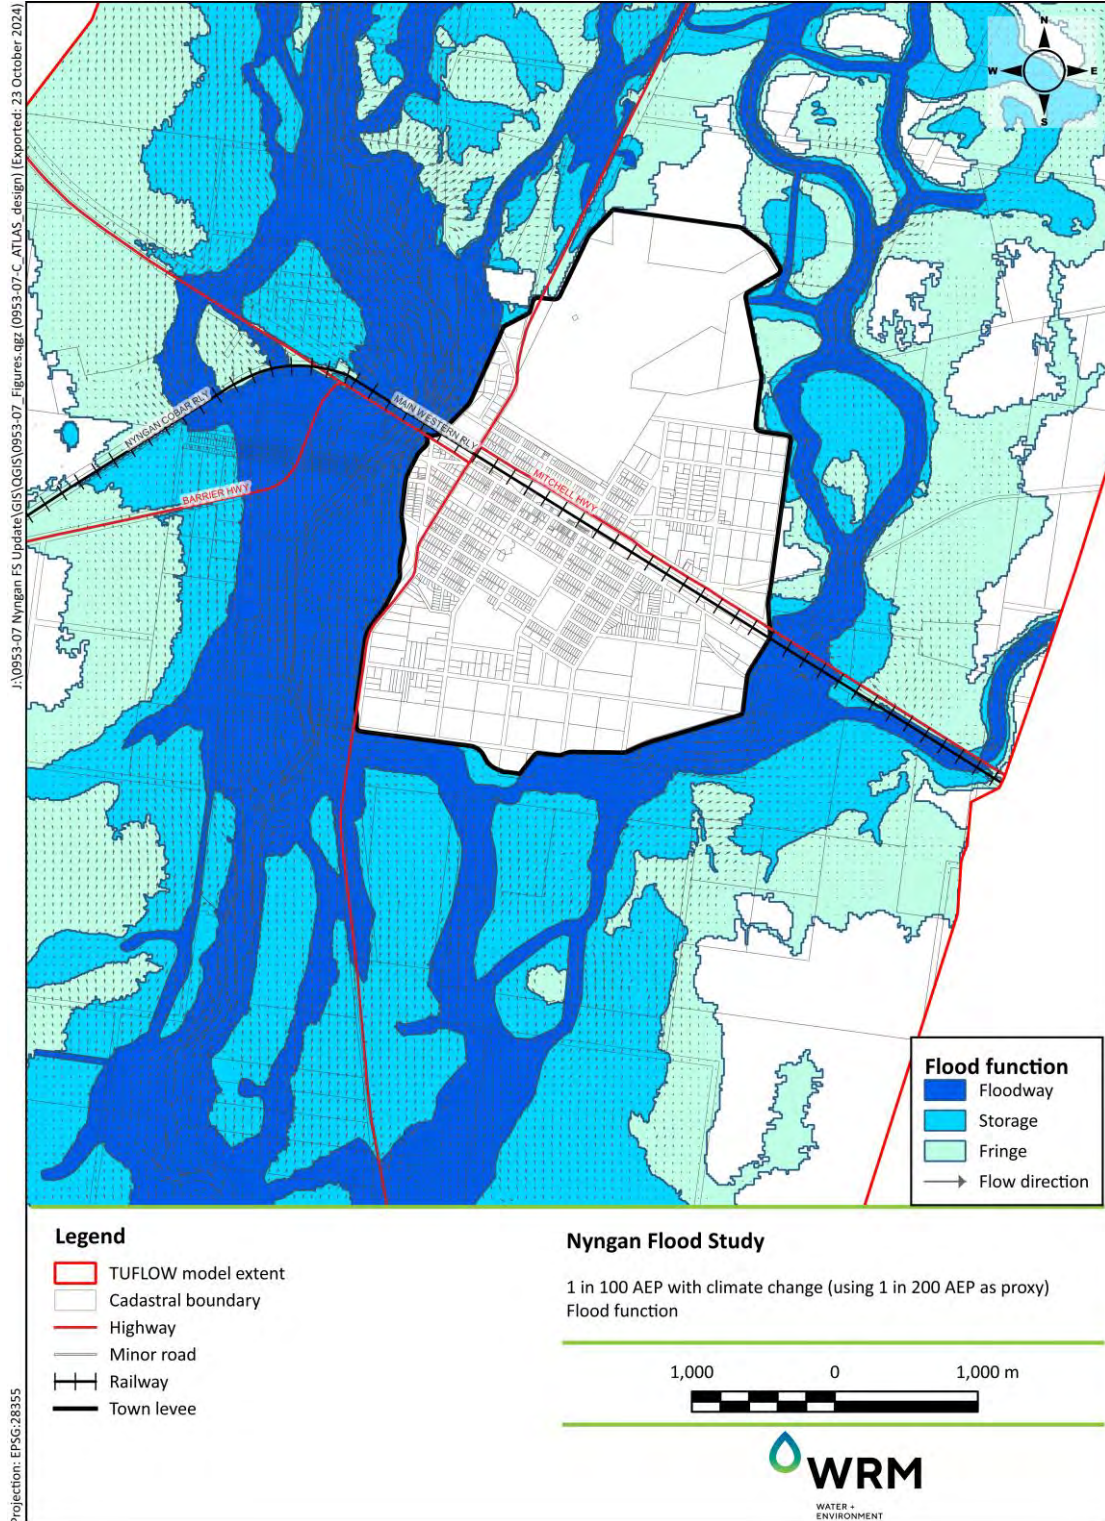 J:\0953-07 Nyngan FS Update\GIS\QGIS\0953-07_Figures.qgz (0953-07-C_ATLAS_design) (Exported: 23 October 2024)
N
W
E
S
NYNGAN COBAR RLY
MAIN WESTERN RLY
BARRIER HWY
MITCHELL HWY
Flood function
Floodway
Storage
Fringe
Flow direction
Legend
TUFLOW model extent
Cadastral boundary
Highway
Minor road
Railway
Town levee
Nyngan Flood Study
1 in 100 AEP with climate change (using 1 in 200 AEP as proxy)
Flood function
1,000 0 1,000 m
Projection: EPSG:28355
WRM
WATER +
ENVIRONMENT